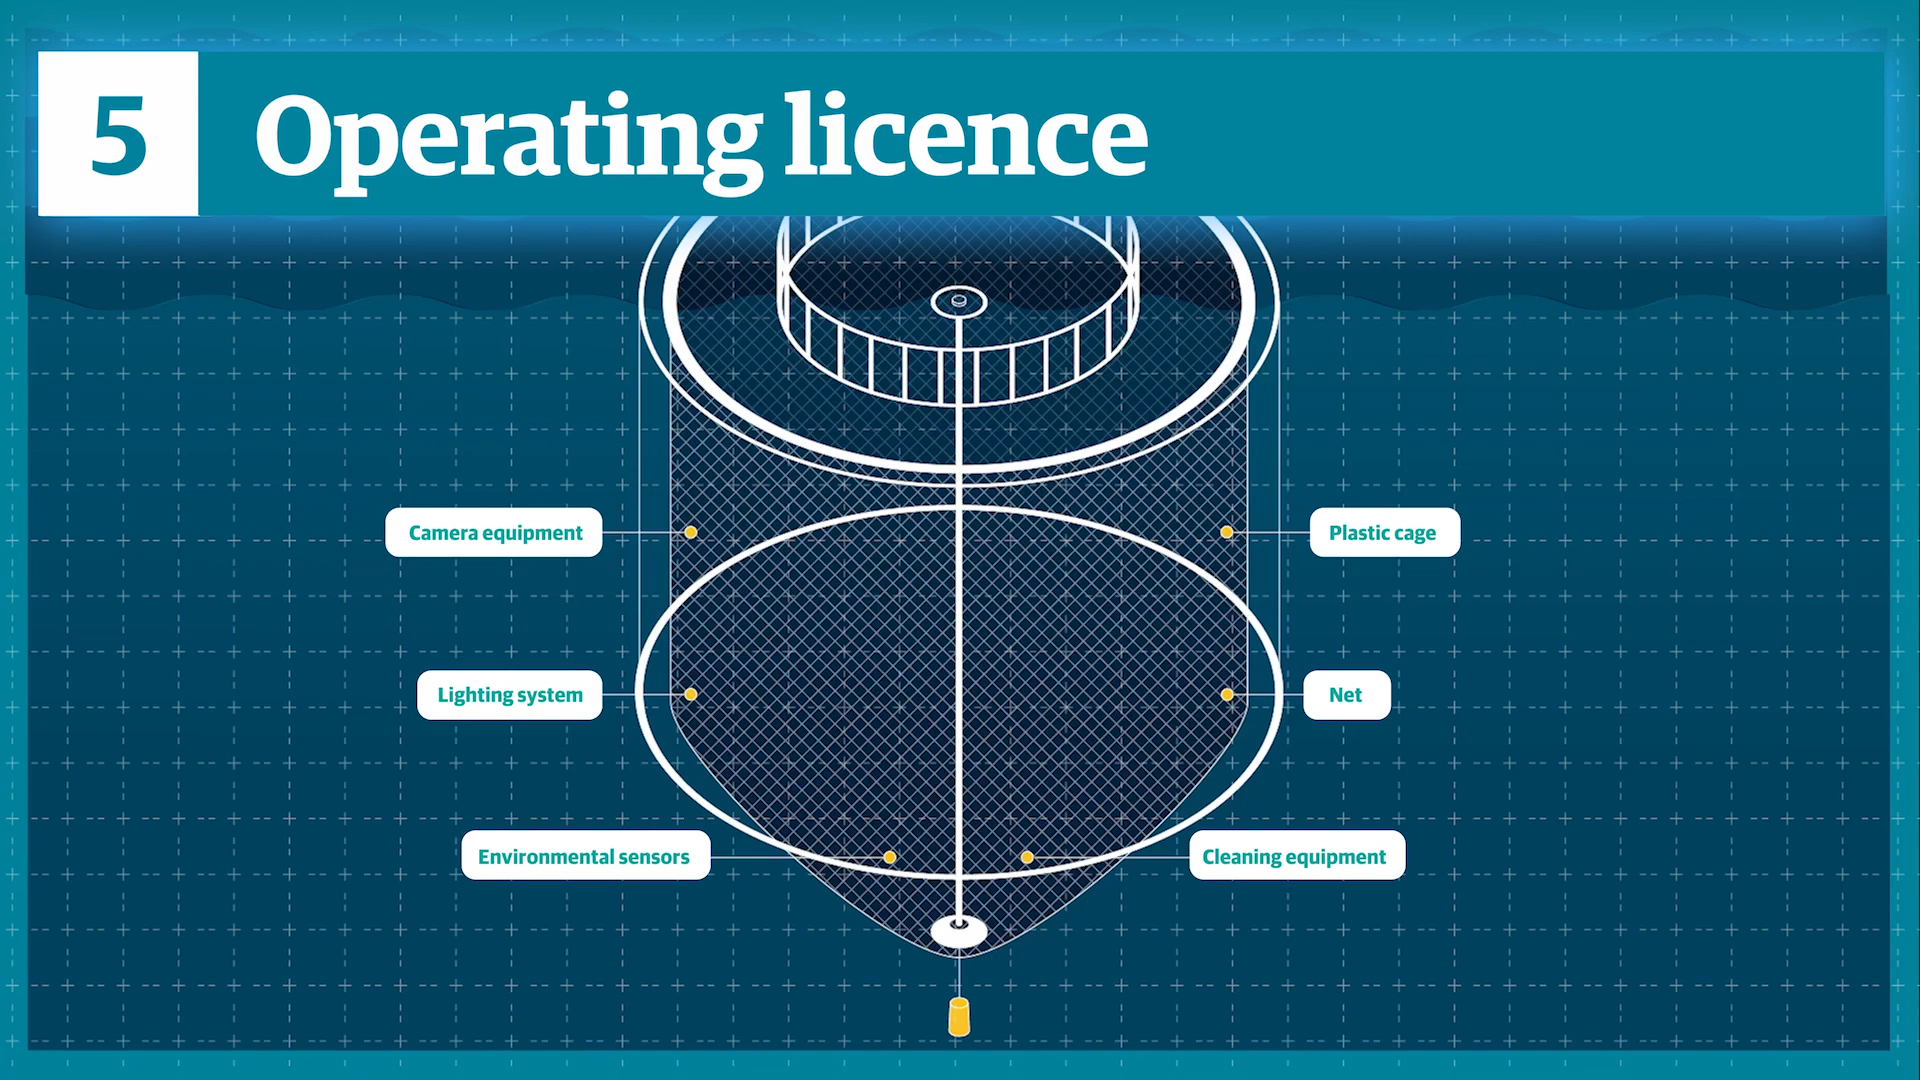 5
Operating licence
Camera equipment
Plastic cage
Lighting system
Net
Environmental sensors
Cleaning equipment